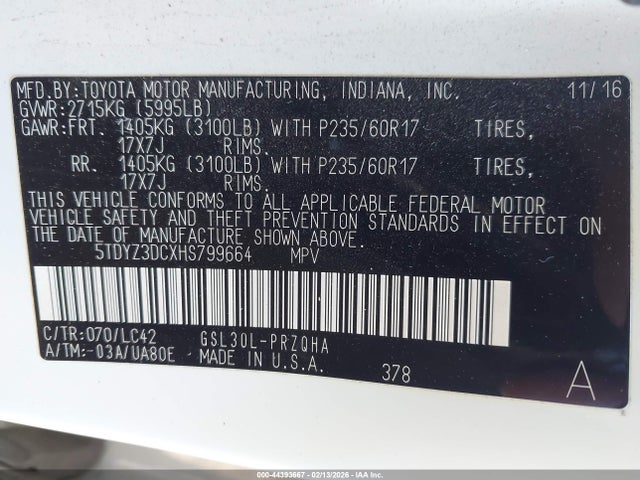 MFD.BY:TOYOTA MOTOR MANUFACTURING, INDIANA, INC. 11/16
GVWR:2715KG (5995LB)
GAWR:FRT. 1405KG (3100LB) WITH P235/60R17 TIRES,
17X7J RIMS.
RR. 1405KG (3100LB) WITH P235/60R17 TIRES,
17X7J RIMS.
THIS VEHICLE CONFORMS TO ALL APPLICABLE FEDERAL MOTOR
VEHICLE SAFETY AND THEFT PREVENTION STANDARDS IN EFFECT ON
THE DATE OF MANUFACTURE SHOWN ABOVE.
5TDYZ3DCXHS799664 MPV
C/TR:070/LC42 GSL30L-PRZQHA
A/TM:-03A/UA80E MADE IN U.S.A.
378 A
000-44393667 - 02/13/2026 - IAAI